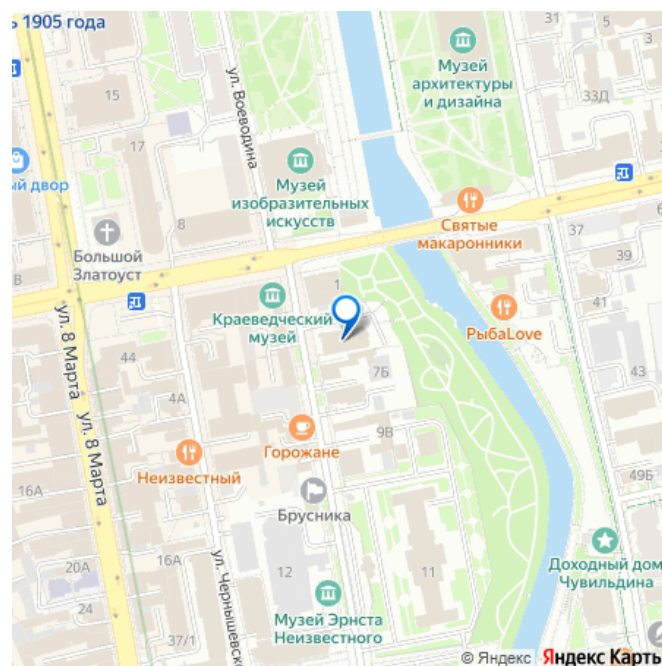 ь 1905 года
15
ул. Воеводина
31
Музей
архитектуры
и дизайна
33Д
17
ый двор
Музей
изобразительных
искусств
8
Большой
Златоуст
В
Святые
макаронники
37
39
1
Краеведческий
музей
РыбаLove
41
ул. 8 Марта
44
4А
7Б
43
ул. 8 Марта
Горожане
9В
Неизвестный
16А
49Б
Брусника
16А
20А
24
12
11
Доходный дом
Чувильдина
ул. Чернышевско
Музей Эрнста
Неизвестного
37/1
© Яндекс Яндекс Карты